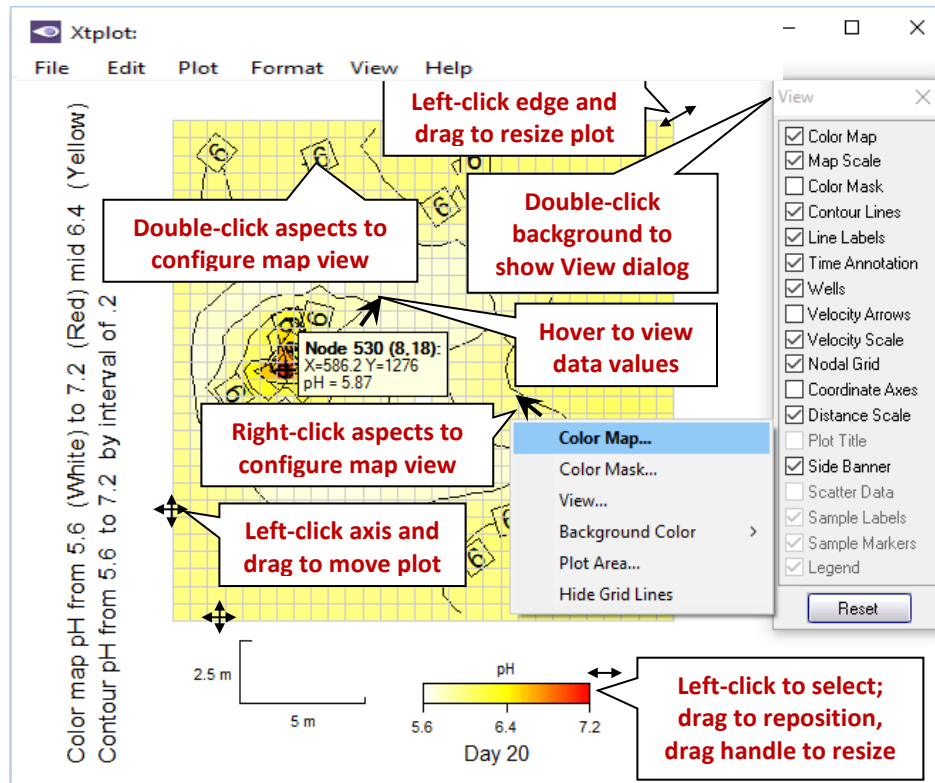 Xtplot:
File Edit Plot Format View Help
Left-click edge and
drag to resize plot
View
Color Map
Map Scale
Color Mask
Contour Lines
Line Labels
Time Annotation
Wells
Velocity Arrows
Velocity Scale
Nodal Grid
Coordinate Axes
Distance Scale
Plot Title
Side Banner
Scatter Data
Sample Labels
Sample Markers
Legend
Reset
Color map pH from 5.6 (White) to 7.2 (Red) mid 6.4 (Yellow)
Contour pH from 5.6 to 7.2 by interval of .2
6
6
6
6
Double-click aspects to
configure map view
Double-click
background to
show View dialog
Hover to view
data values
6
6
Node 530 (8,18):
X=586.2 Y=1276
pH = 5.87
Right-click aspects to
configure map view
Color Map...
Color Mask...
View...
Background Color
Plot Area...
Hide Grid Lines
Left-click axis and
drag to move plot
6
6
2.5 m
5 m
pH
5.6 6.4 7.2
Day 20
Left-click to select;
drag to reposition,
drag handle to resize